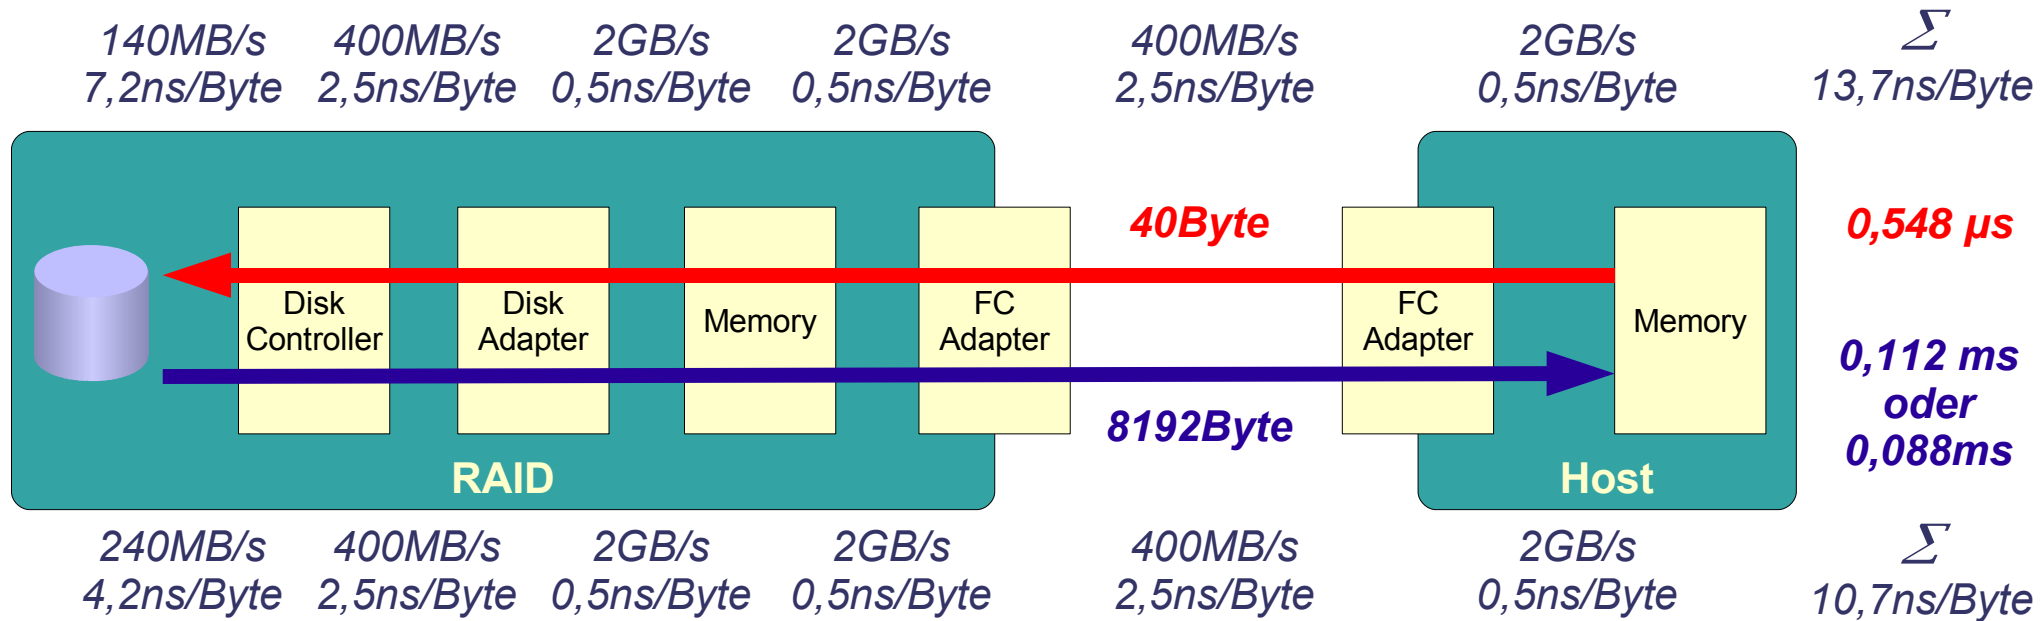 140MB/s 400MB/s 2GB/s 2GB/s 400MB/s 2GB/s Σ
7,2ns/Byte 2,5ns/Byte 0,5ns/Byte 0,5ns/Byte 2,5ns/Byte 0,5ns/Byte 13,7ns/Byte
40Byte 0,548 µs
Disk Controller
Disk Adapter
Memory
FC Adapter
FC Adapter
Memory
8192Byte
0,112 ms
oder
0,088ms
RAID
Host
240MB/s 400MB/s 2GB/s 2GB/s 400MB/s 2GB/s Σ
4,2ns/Byte 2,5ns/Byte 0,5ns/Byte 0,5ns/Byte 2,5ns/Byte 0,5ns/Byte 10,7ns/Byte